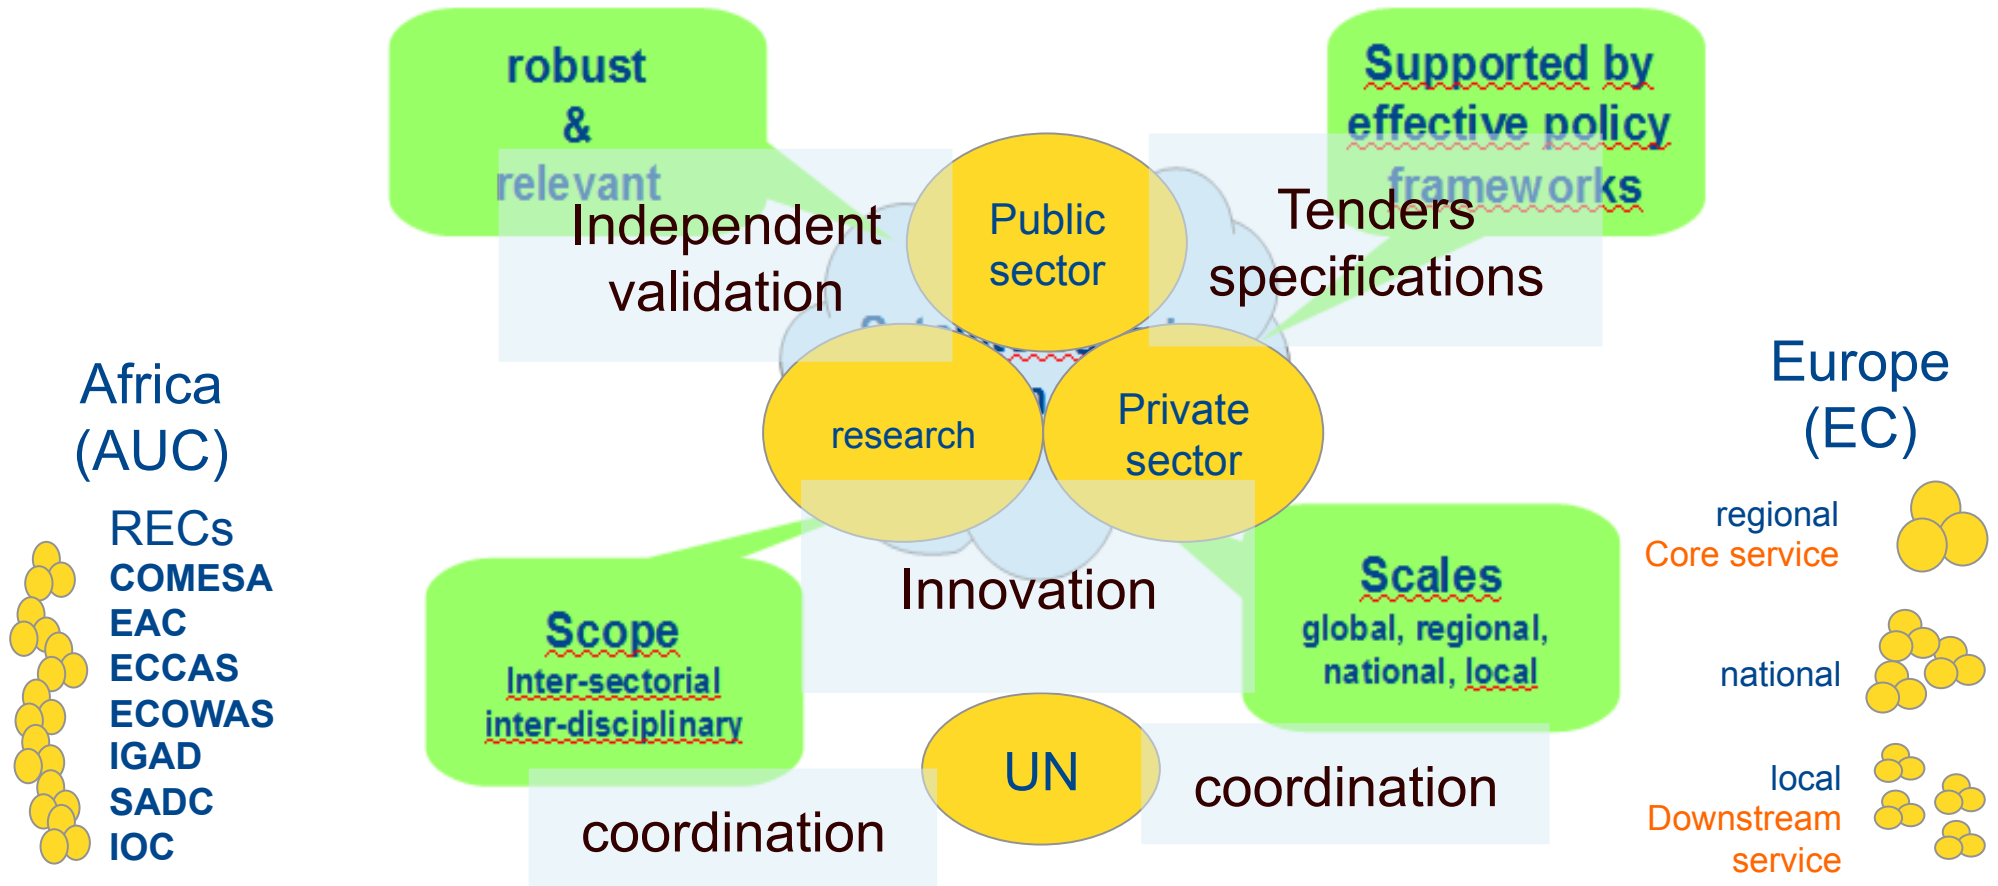 robust
&
relevant
Supported by
effective policy
frameworks
Independent
validation
Public
sector
Tenders
specifications
research
Private
sector
Innovation
Scope
Inter-sectorial
inter-disciplinary
Scales
global, regional,
national, local
UN
coordination
coordination
Africa
(AUC)
RECs
COMESA
EAC
ECCAS
ECOWAS
IGAD
SADC
IOC
Europe
(EC)
regional
Core service
national
local
Downstream
service